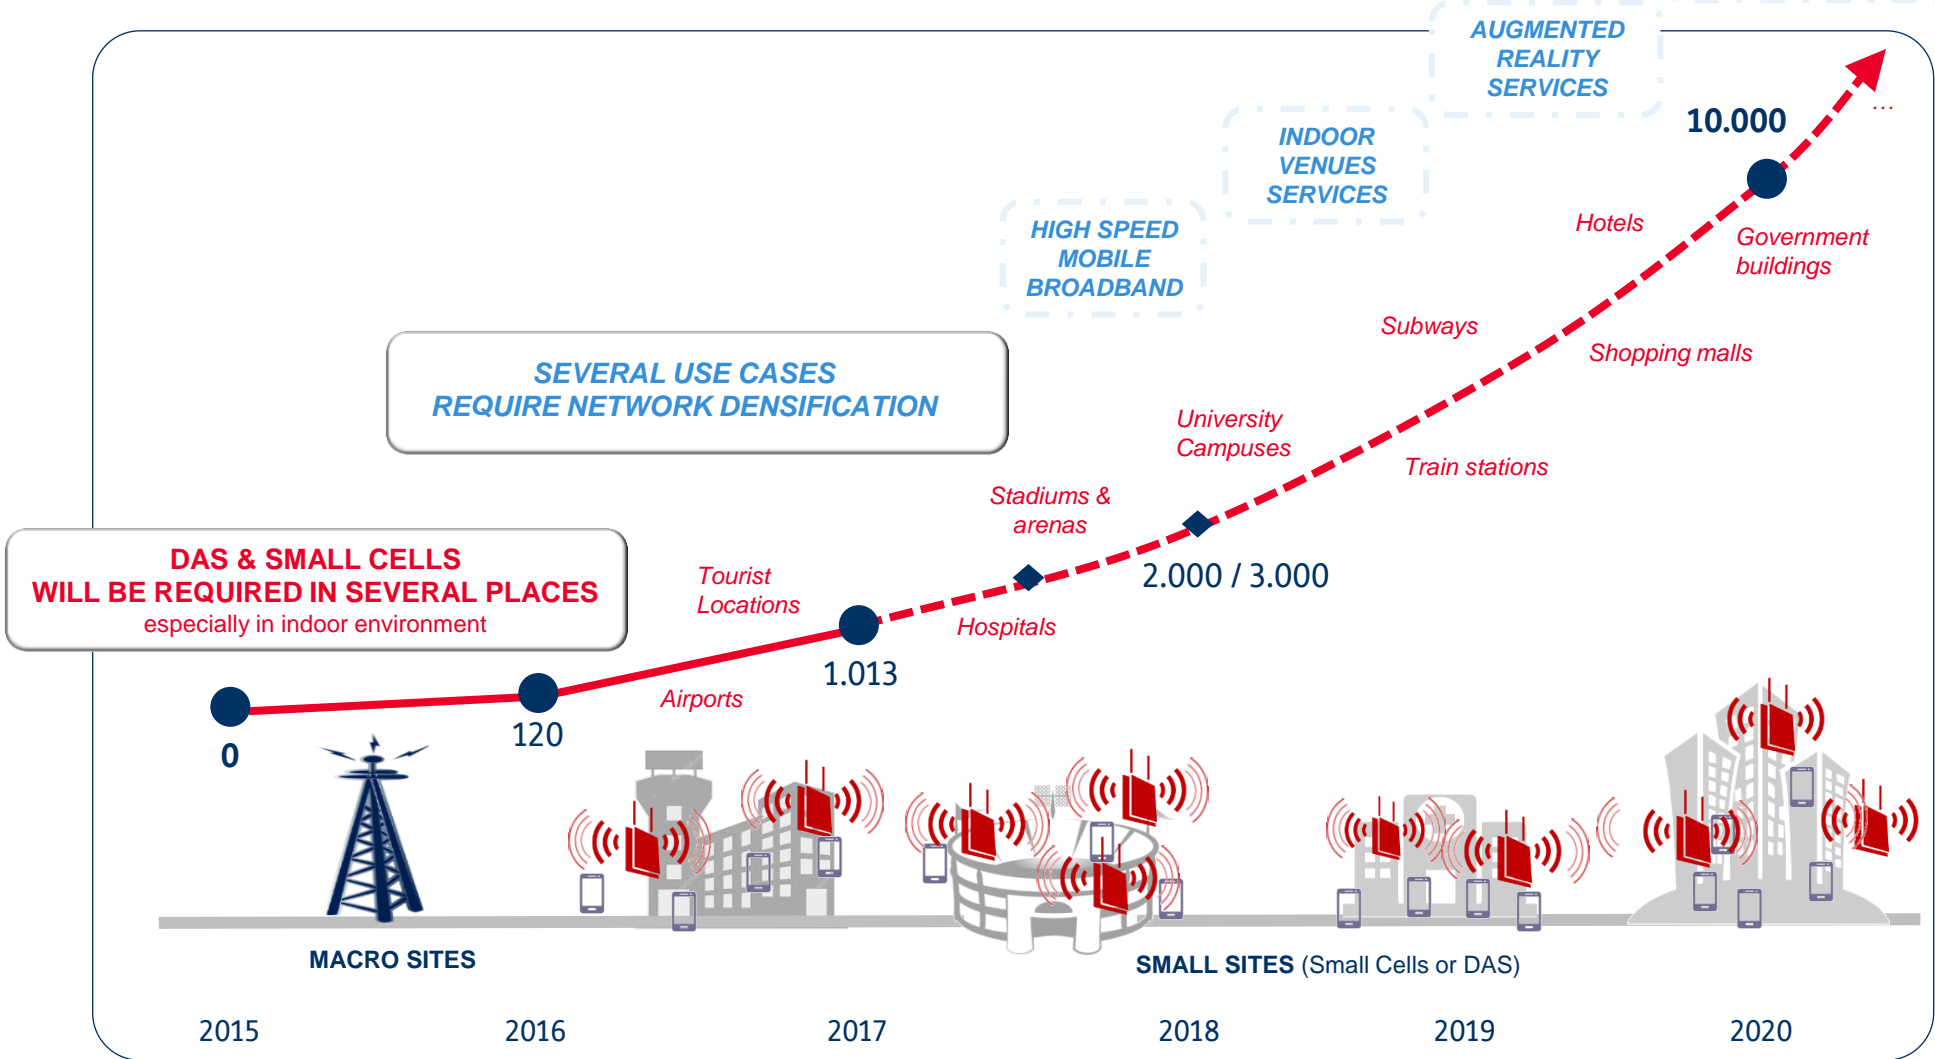 AUGMENTED
REALITY
SERVICES
...
10.000
INDOOR
VENUES
SERVICES
HIGH SPEED
MOBILE
BROADBAND
Hotels
Government
buildings
Subways
Shopping malls
SEVERAL USE CASES
REQUIRE NETWORK DENSIFICATION
University
Campuses
Train stations
Stadiums &
arenas
DAS & SMALL CELLS
WILL BE REQUIRED IN SEVERAL PLACES
especially in indoor environment
Tourist
Locations
2.000 / 3.000
Hospitals
1.013
Airports
120
0
MACRO SITES
SMALL SITES (Small Cells or DAS)
2015
2016
2017
2018
2019
2020